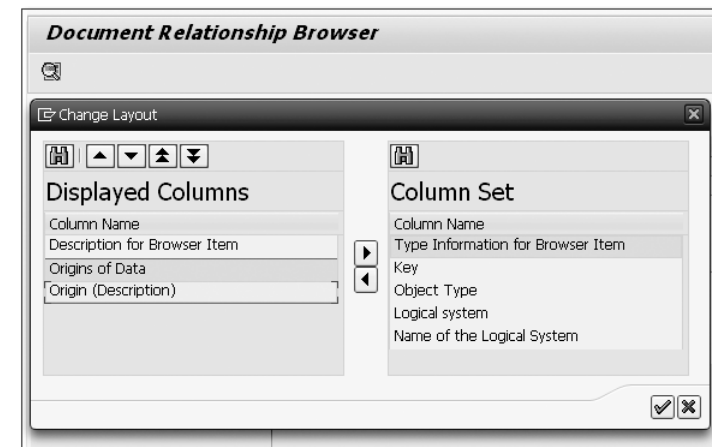 Document Relationship Browser
Change Layout
Displayed Columns
Column Name
Description for Browser Item
Origins of Data
Origin (Description)
Column Set
Column Name
Type Information for Browser Item
Key
Object Type
Logical system
Name of the Logical System